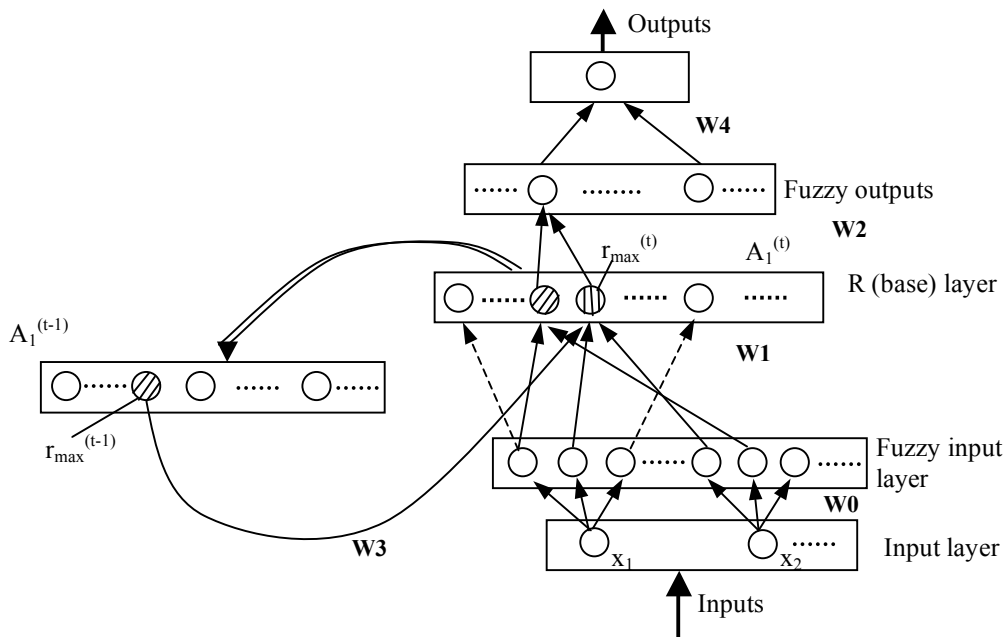 Outputs
W4
Fuzzy outputs
W2
r_max^(t)
A_1^(t)
R (base) layer
A_1^(t-1)
W1
r_max^(t-1)
Fuzzy input
layer
W0
W3
Input layer
x_1
x_2
Inputs